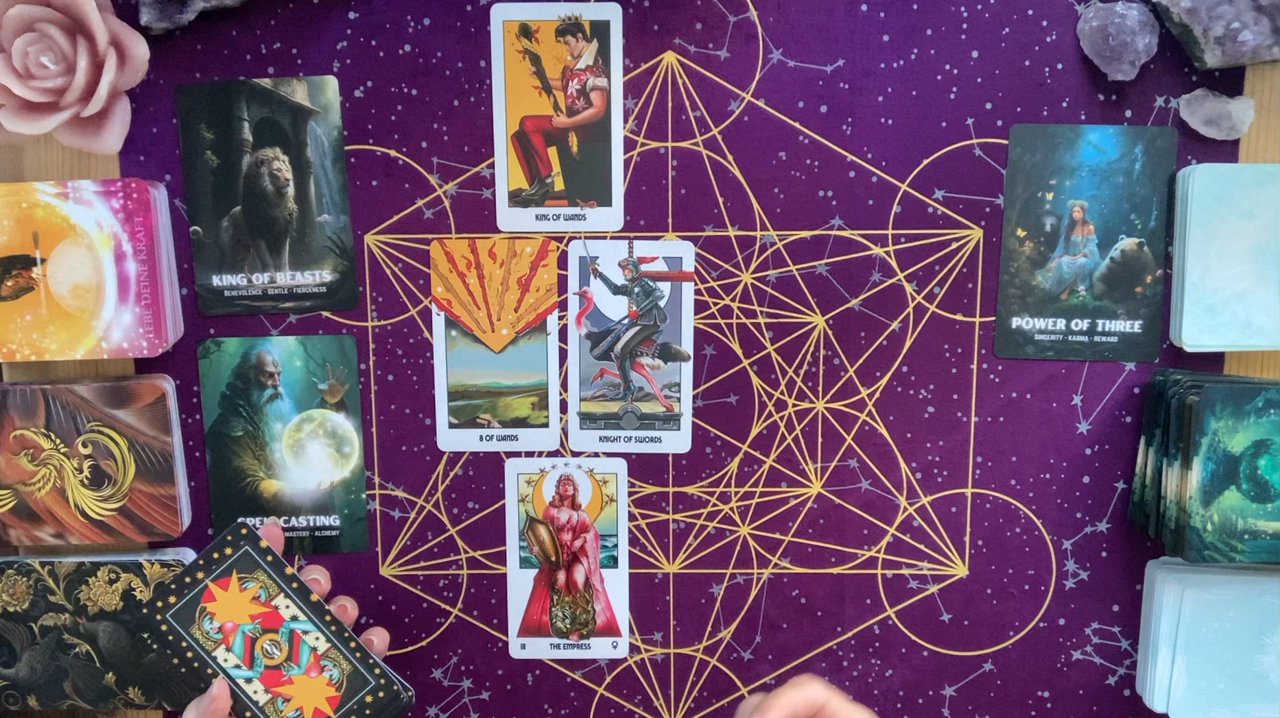 KING OF WANDS
KING OF BEASTS
BENEVOLENCE · GENTLE · FIERCENESS
LEBE DEINE KRAFT
8 OF WANDS
KNIGHT OF SWORDS
POWER OF THREE
SINCERITY · KARMA · REWARD
SPELLCASTING
MASTERY · ALCHEMY
III THE EMPRESS ♀